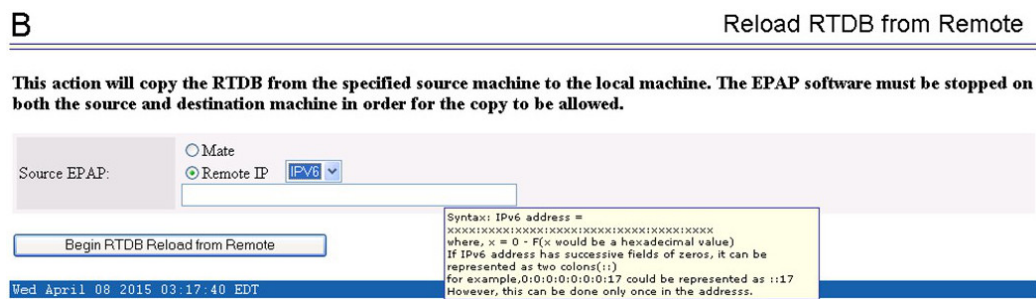 B
Reload RTDB from Remote
This action will copy the RTDB from the specified source machine to the local machine. The EPAP software must be stopped on
both the source and destination machine in order for the copy to be allowed.
Source EPAP:
Mate
Remote IP IPV6
Syntax: IPv6 address =
xxxx:xxxx:xxxx:xxxx:xxxx:xxxx:xxxx:xxxx
where, x = 0 - F(x would be a hexadecimal value)
If IPv6 address has successive fields of zeros, it can be
represented as two colons(::)
for example,0:0:0:0:0:0:0:17 could be represented as ::17
However, this can be done only once in the addresss.
Begin RTDB Reload from Remote
Wed April 08 2015 03:17:40 EDT